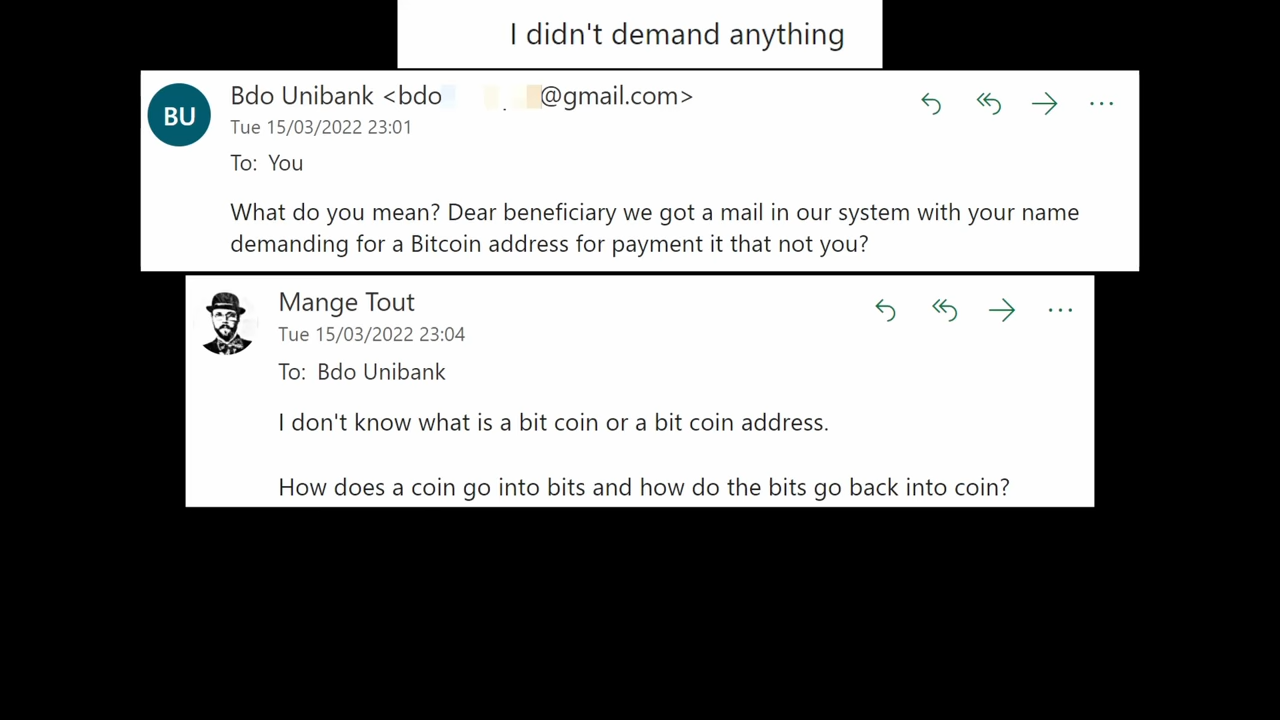 I didn't demand anything
BU
Bdo Unibank <bdo @gmail.com>
Tue 15/03/2022 23:01
To: You
What do you mean? Dear beneficiary we got a mail in our system with your name
demanding for a Bitcoin address for payment it that not you?
Mange Tout
Tue 15/03/2022 23:04
To: Bdo Unibank
I don't know what is a bit coin or a bit coin address.
How does a coin go into bits and how do the bits go back into coin?